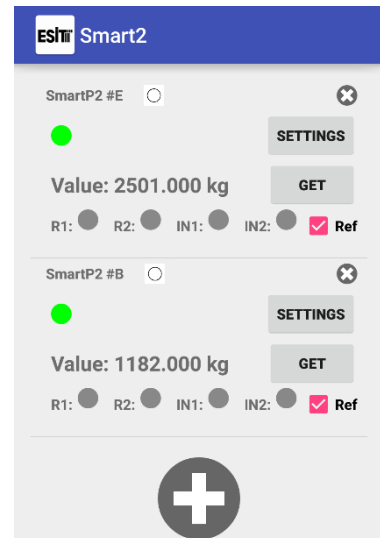 ESIT Smart2
SmartP2 #E
SETTINGS
Value: 2501.000 kg GET
R1: R2: IN1: IN2: Ref
SmartP2 #B
SETTINGS
Value: 1182.000 kg GET
R1: R2: IN1: IN2: Ref